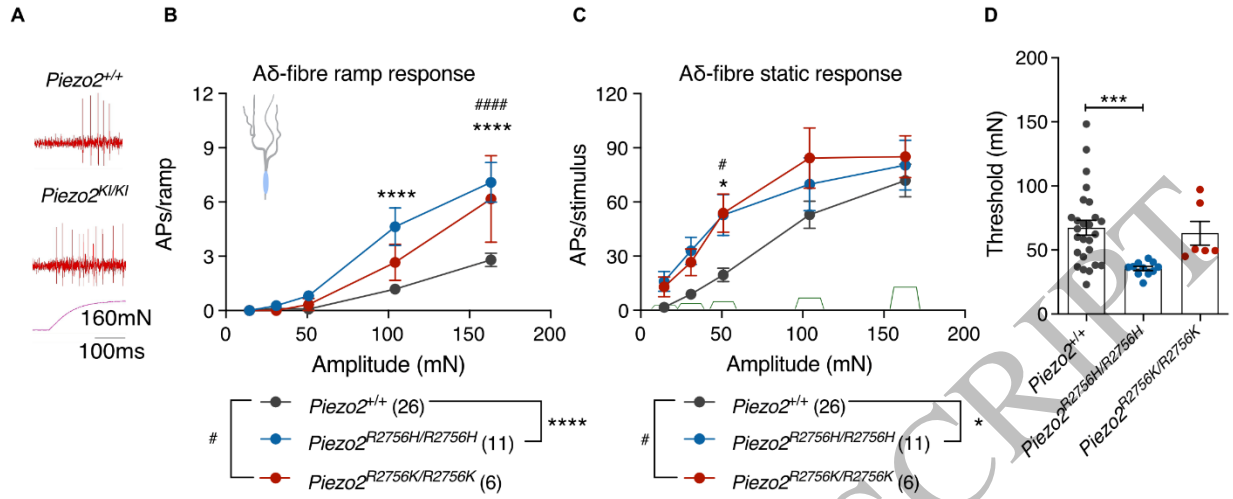 A
B
C
D
Piezo2+/+
Piezo2KI/KI
160mN
100ms
Aδ-fibre ramp response
APs/ramp
12
9
6
3
0
0
50
100
150
200
Amplitude (mN)
****
####
****
Piezo2+/+ (26)
Piezo2R2756H/R2756H (11)
Piezo2R2756K/R2756K (6)
#
****
Aδ-fibre static response
APs/stimulus
120
90
60
30
0
0
50
100
150
200
Amplitude (mN)
#
*
Piezo2+/+ (26)
Piezo2R2756H/R2756H (11)
Piezo2R2756K/R2756K (6)
#
*
Threshold (mN)
200
150
100
50
0
***
Piezo2+/+
Piezo2R2756H/R2756H
Piezo2R2756K/R2756K
SCRIPT